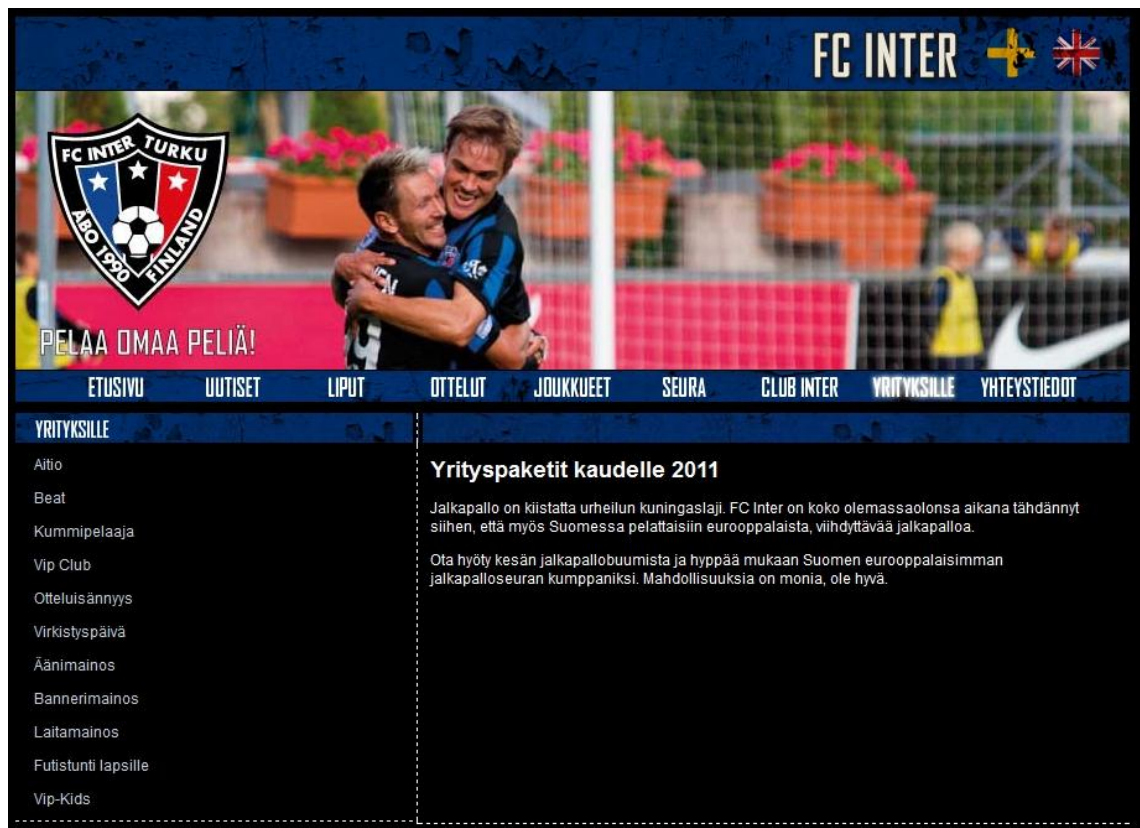 FC INTER
FC INTER TURKU
ÅBO 1990 FINLAND
PELAA OMAA PELIÄ!
ETUSIVU UUTISET LIPUT OTTELUT JOUKKUEET SEURA CLUB INTER YRITYKSILLE YHTEYSTIEDOT
YRITYKSILLE
Aitio
Beat
Kummipelaaja
Vip Club
Otteluisännyys
Virkistyspäivä
Äänimainos
Bannerimainos
Laitamainos
Futistunti lapsille
Vip-Kids
Yrityspaketit kaudelle 2011
Jalkapallo on kiistatta urheilun kuningaslaji. FC Inter on koko olemassaolonsa aikana tähdännyt
siihen, että myös Suomessa pelattaisiin eurooppalaista, viihdyttävää jalkapalloa.
Ota hyöty kesän jalkapallobuumista ja hyppää mukaan Suomen eurooppalaisimman
jalkapalloseuran kumppaniksi. Mahdollisuuksia on monia, ole hyvä.